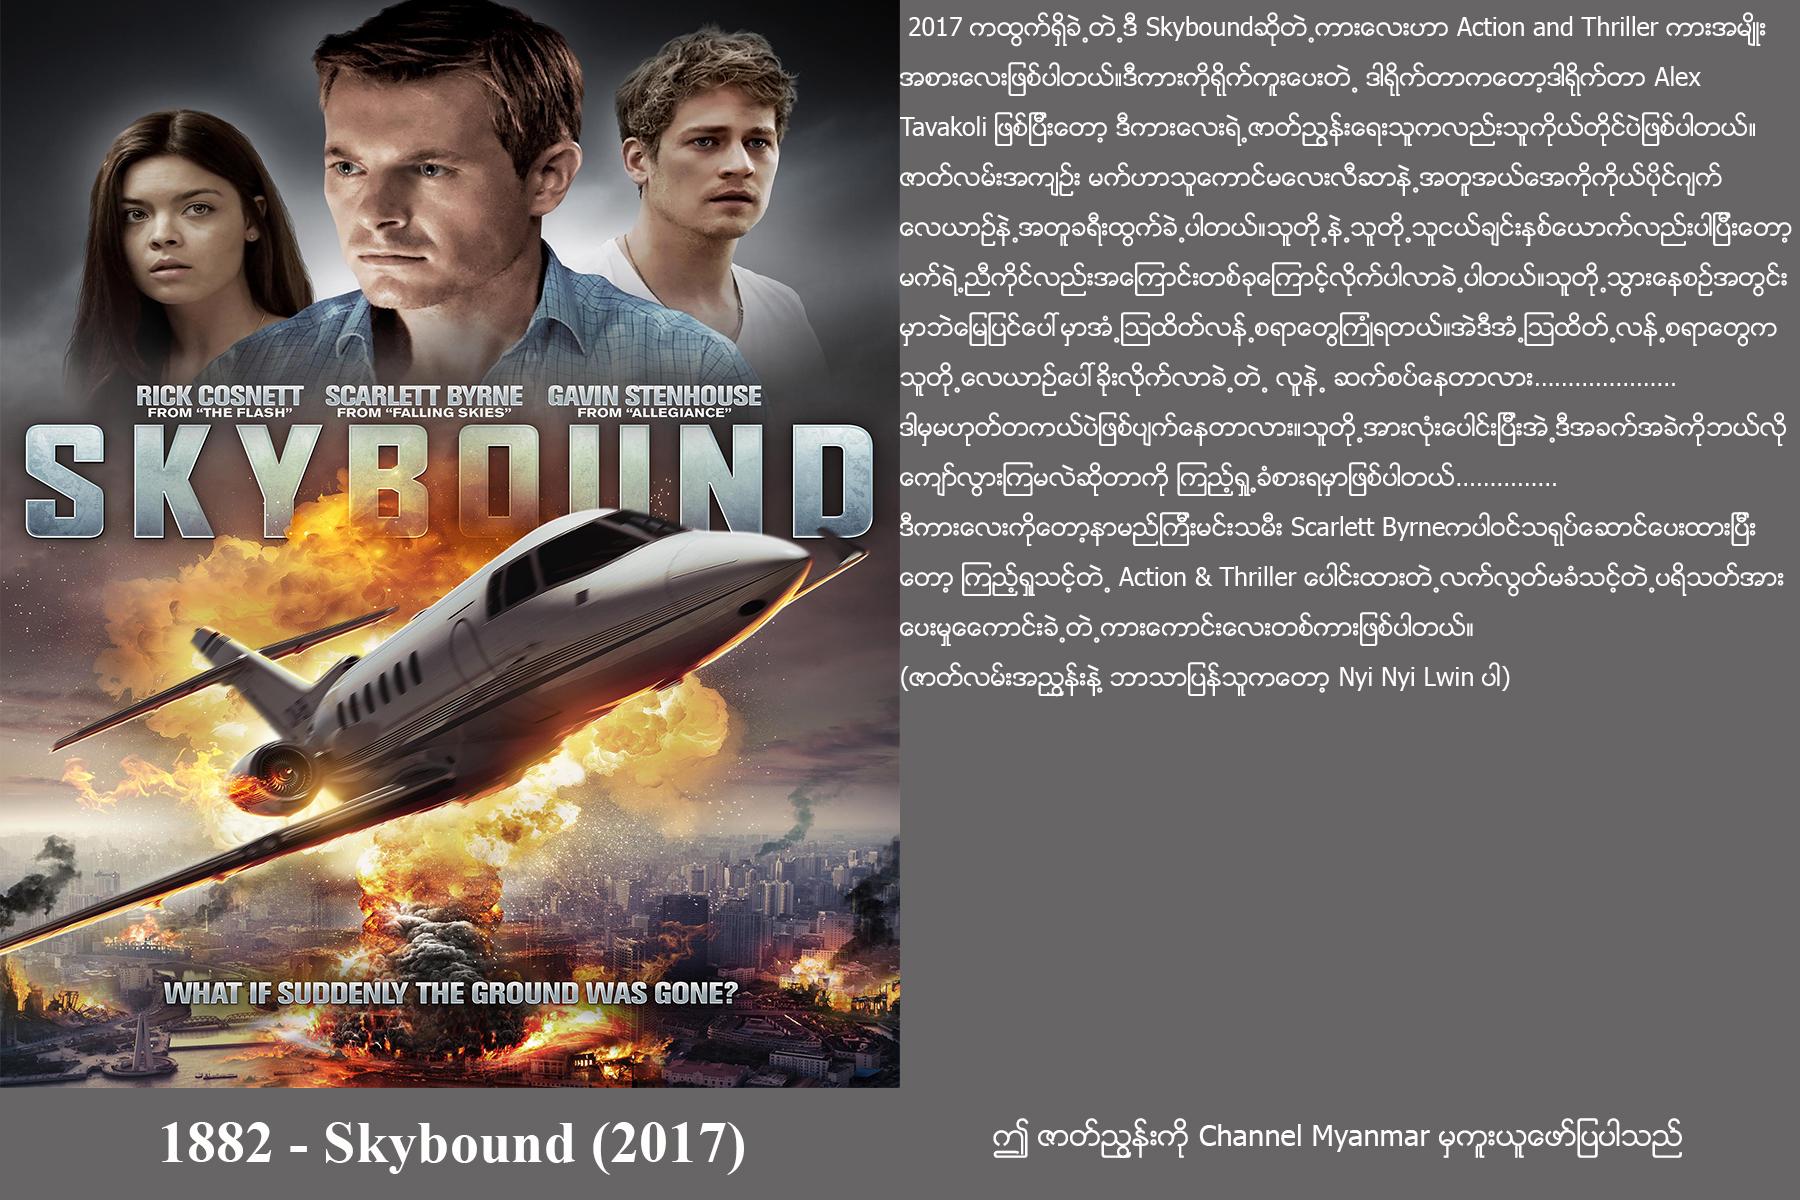 RICK COSNETT SCARLETT BYRNE GAVIN STENHOUSE
FROM "THE FLASH" FROM "FALLING SKIES" FROM "ALLEGIANCE"
SKYBOUND
WHAT IF SUDDENLY THE GROUND WAS GONE?
1882 - Skybound (2017)
2017 ကထွက်ရှိခဲ့တဲ့ဒီ Skyboundဆိုတဲ့ကားလေးဟာ Action and Thriller ကားအမျိုး
အစားလေးဖြစ်ပါတယ်။ဒီကားကိုရိုက်ကူးပေးတဲ့ ဒါရိုက်တာကတော့ဒါရိုက်တာ Alex
Tavakoli ဖြစ်ပြီးတော့ ဒီကားလေးရဲ့ဇာတ်ညွှန်းရေးသူကလည်းသူကိုယ်တိုင်ပဲဖြစ်ပါတယ်။
ဇာတ်လမ်းအကျဉ်း မက်ဟာသူကောင်မလေးလီဆာနဲ့အတူအယ်အေကိုကိုယ်ပိုင်ဂျက်
လေယာဉ်နဲ့အတူခရီးထွက်ခဲ့ပါတယ်။သူတို့နဲ့သူတို့သူငယ်ချင်းနှစ်ယောက်လည်းပါပြီးတော့
မက်ရဲ့ညီကိုင်လည်းအကြောင်းတစ်ခုကြောင့်လိုက်ပါလာခဲ့ပါတယ်။သူတို့သွားနေစဉ်အတွင်း
မှာဘဲမြေပြင်ပေါ်မှာအံ့ဩထိတ်လန့်စရာတွေကြုံရတယ်။အဲဒီအံ့ဩထိတ့်လန့်စရာတွေက
သူတို့လေယာဉ်ပေါ်ခိုးလိုက်လာခဲ့တဲ့ လူနဲ့ ဆက်စပ်နေတာလား.....................
ဒါမှမဟုတ်တကယ်ပဲဖြစ်ပျက်နေတာလား။သူတို့အားလုံးပေါင်းပြီးအဲ့ဒီအခက်အခဲကိုဘယ်လို
ကျော်လွှားကြမလဲဆိုတာကို ကြည့်ရှု့ခံစားရမှာဖြစ်ပါတယ်...............
ဒီကားလေးကိုတော့နာမည်ကြီးမင်းသမီး Scarlett Byrneကပါဝင်သရုပ်ဆောင်ပေးထားပြီး
တော့ ကြည့်ရှုသင့်တဲ့ Action & Thriller ပေါင်းထားတဲ့လက်လွတ်မခံသင့်တဲ့ပရိသတ်အား
ပေးမှုကောင်းခဲ့တဲ့ကားကောင်းလေးတစ်ကားဖြစ်ပါတယ်။
(ဇာတ်လမ်းအညွှန်းနဲ့ ဘာသာပြန်သူကတော့ Nyi Nyi Lwin ပါ)
ဤ ဇာတ်ညွှန်းကို Channel Myanmar မှကူးယူဖော်ပြပါသည်